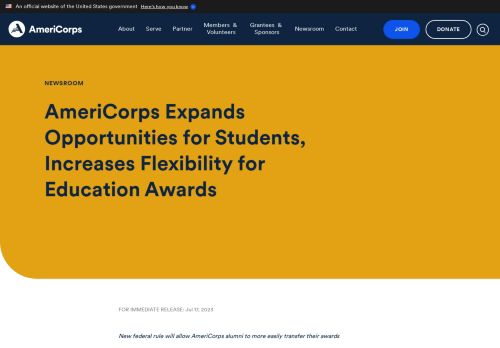 An official website of the United States government Here's how you know
AmeriCorps
About Serve Partner Members & Volunteers Grantees & Sponsors Newsroom Contact
JOIN
DONATE
NEWSROOM
AmeriCorps Expands
Opportunities for Students,
Increases Flexibility for
Education Awards
FOR IMMEDIATE RELEASE: Jul 17, 2023
New federal rule will allow AmeriCorps alumni to more easily transfer their awards